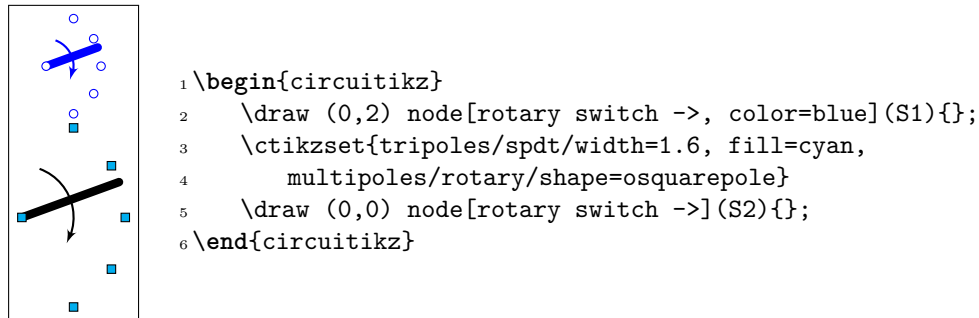 1 \begin{circuitikz}
2 \draw (0,2) node[rotary switch ->, color=blue](S1){};
3 \ctikzset{tripoles/spdt/width=1.6, fill=cyan,
4 multipoles/rotary/shape=osquarepole}
5 \draw (0,0) node[rotary switch ->](S2){};
6 \end{circuitikz}